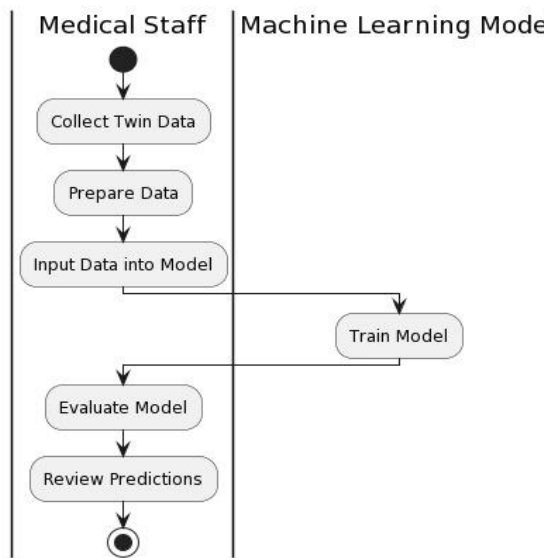 Medical Staff
Machine Learning Mode
Collect Twin Data
Prepare Data
Input Data into Model
Train Model
Evaluate Model
Review Predictions